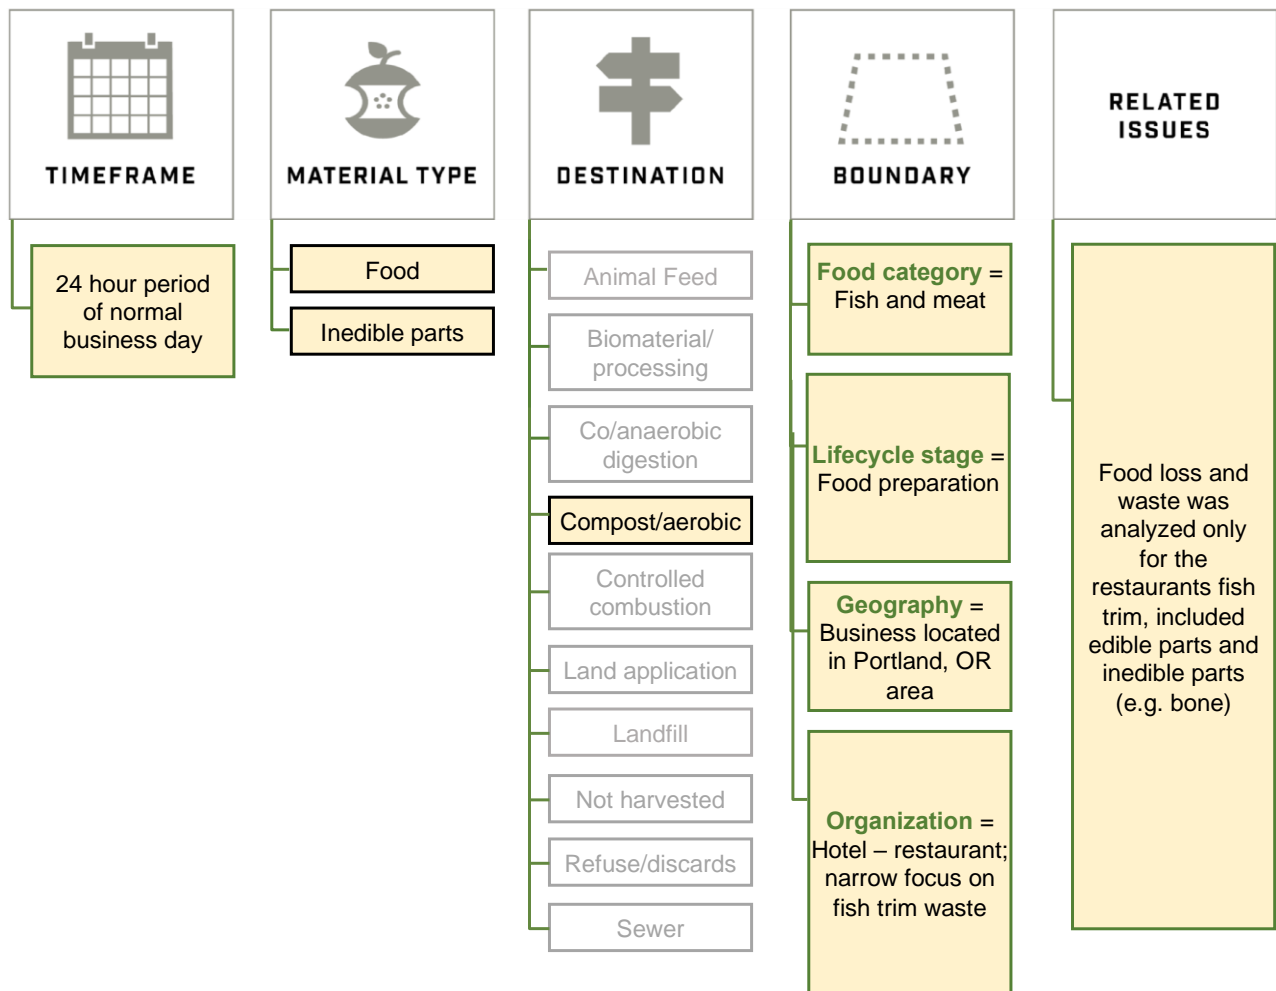 TIMEFRAME
24 hour period
of normal
business day
MATERIAL TYPE
Food
Inedible parts
DESTINATION
Animal Feed
Biomaterial/
processing
Co/anaerobic
digestion
Compost/aerobic
Controlled
combustion
Land application
Landfill
Not harvested
Refuse/discards
Sewer
BOUNDARY
Food category =
Fish and meat
Lifecycle stage =
Food preparation
Geography =
Business located
in Portland, OR
area
Organization =
Hotel – restaurant;
narrow focus on
fish trim waste
RELATED
ISSUES
Food loss and
waste was
analyzed only
for the
restaurants fish
trim, included
edible parts and
inedible parts
(e.g. bone)